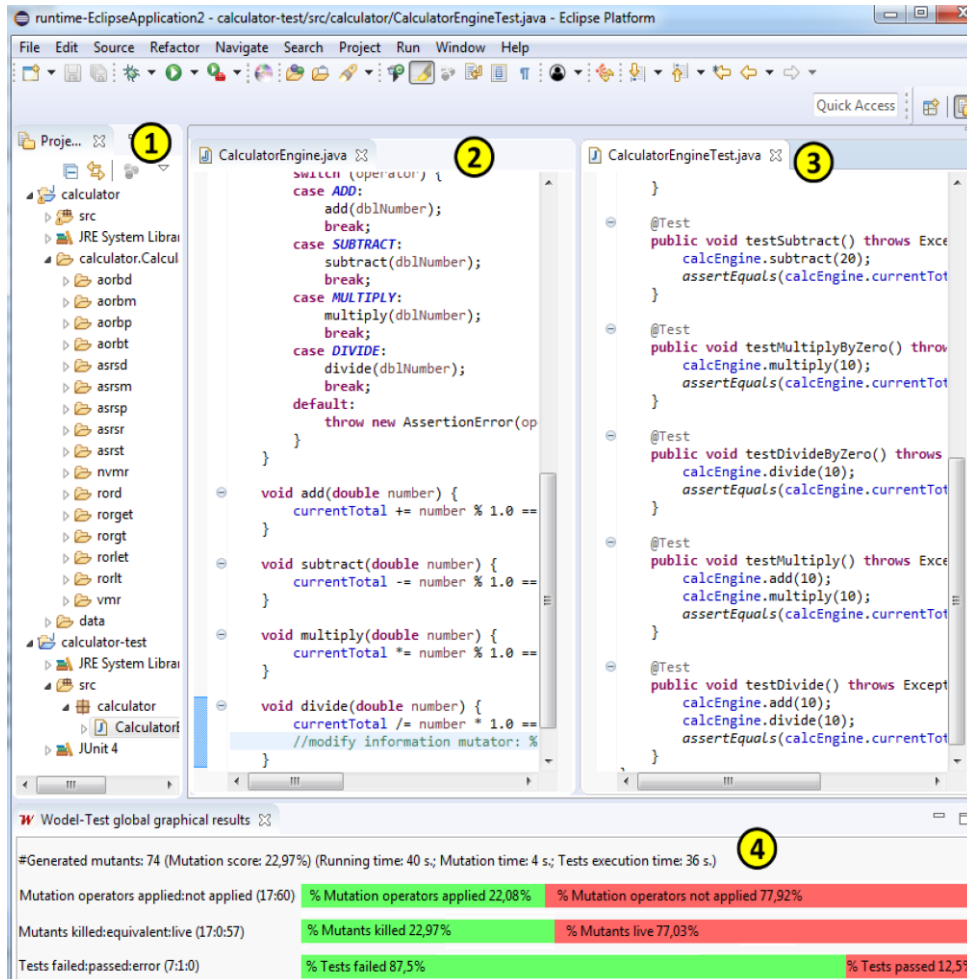 runtime-EclipseApplication2 - calculator-test/src/calculator/CalculatorEngineTest.java - Eclipse Platform
File Edit Source Refactor Navigate Search Project Run Window Help
Quick Access
Proje...
1
calculator
src
JRE System Librai
calculator.Calcul
aorbd
aorbm
aorbp
aorbt
asrsd
asrsm
asrsp
asrsr
asrst
nvmr
rord
rorget
rorgt
rorlet
rorlt
vmr
data
calculator-test
JRE System Librai
src
calculator
CalculatorE
JUnit 4
CalculatorEngine.java
2
switch (operator) {
case ADD:
add(dblNumber);
break;
case SUBTRACT:
subtract(dblNumber);
break;
case MULTIPLY:
multiply(dblNumber);
break;
case DIVIDE:
divide(dblNumber);
break;
default:
throw new AssertionError(op
}
}
void add(double number) {
currentTotal += number % 1.0 ==
}
void subtract(double number) {
currentTotal -= number % 1.0 ==
}
void multiply(double number) {
currentTotal *= number % 1.0 ==
}
void divide(double number) {
currentTotal /= number * 1.0 ==
//modify information mutator: %
}
CalculatorEngineTest.java
3
}
@Test
public void testSubtract() throws Exce
calcEngine.subtract(20);
assertEquals(calcEngine.currentTot
}
@Test
public void testMultiplyByZero() throw
calcEngine.multiply(10);
assertEquals(calcEngine.currentTot
}
@Test
public void testDivideByZero() throws
calcEngine.divide(10);
assertEquals(calcEngine.currentTot
}
@Test
public void testMultiply() throws Exce
calcEngine.add(10);
calcEngine.multiply(10);
assertEquals(calcEngine.currentTot
}
@Test
public void testDivide() throws Except
calcEngine.add(10);
calcEngine.divide(10);
assertEquals(calcEngine.currentTot
}
Wodel-Test global graphical results
4
#Generated mutants: 74 (Mutation score: 22,97%) (Running time: 40 s.; Mutation time: 4 s.; Tests execution time: 36 s.)
Mutation operators applied:not applied (17:60) % Mutation operators applied 22,08% % Mutation operators not applied 77,92%
Mutants killed:equivalent:live (17:0:57) % Mutants killed 22,97% % Mutants live 77,03%
Tests failed:passed:error (7:1:0) % Tests failed 87,5% % Tests passed 12,5%